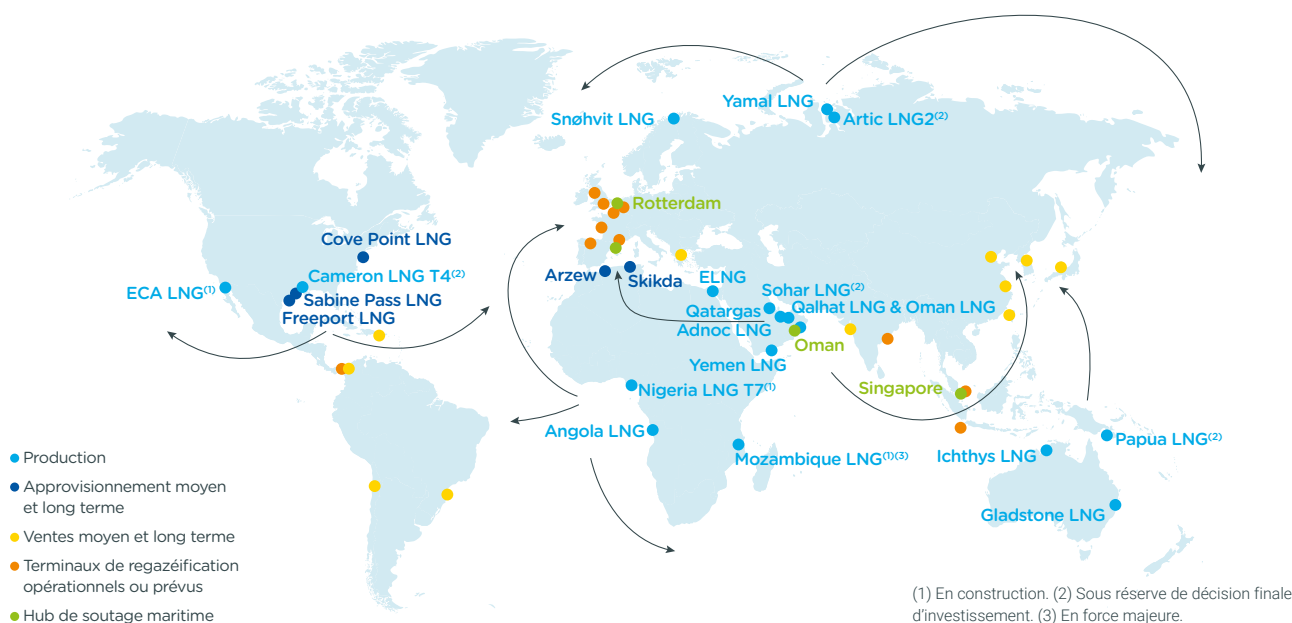 Yamal LNG
Snøhvit LNG
Artic LNG2(2)
Rotterdam
Cove Point LNG
Cameron LNG T4(2)
ECA LNG(1)
Sabine Pass LNG
Freeport LNG
Arzew
Skikda
ELNG
Sohar LNG(2)
Qatargas
Qalhat LNG & Oman LNG
Adnoc LNG
Oman
Yemen LNG
Nigeria LNG T7(1)
Singapore
Angola LNG
Mozambique LNG(1)(3)
Ichthys LNG
Papua LNG(2)
Gladstone LNG
Production
Approvisionnement moyen
et long terme
Ventes moyen et long terme
Terminaux de regazéification
opérationnels ou prévus
Hub de soutage maritime
(1) En construction. (2) Sous réserve de décision finale
d'investissement. (3) En force majeure.